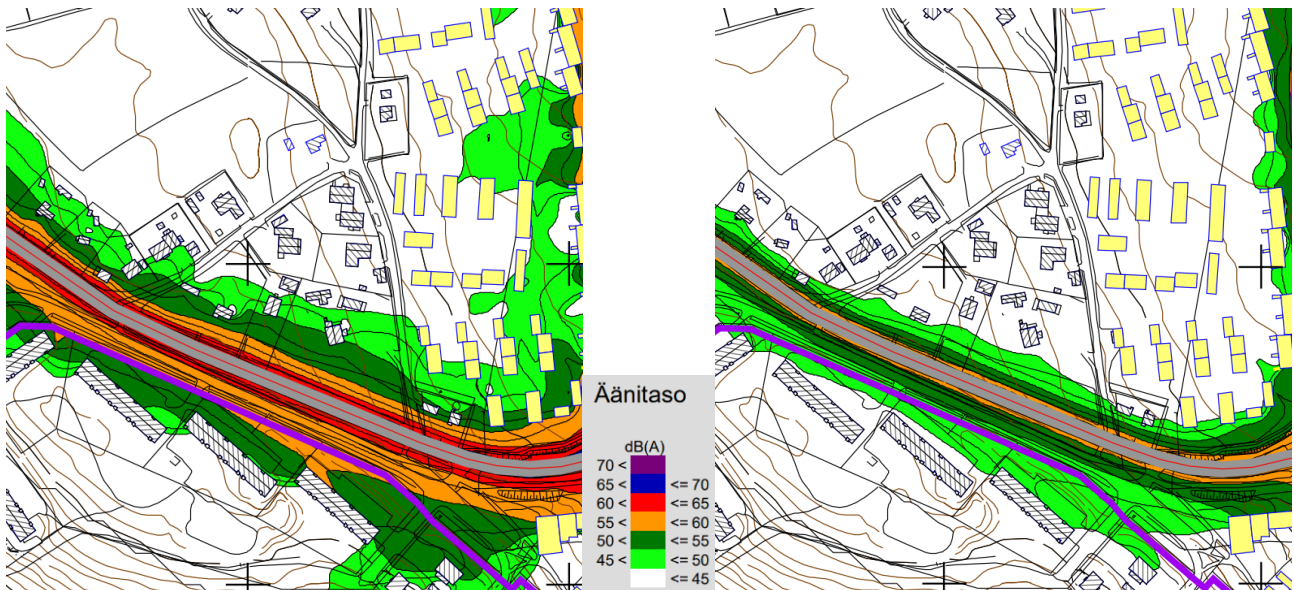 Äänitaso
dB(A)
70 <
65 < <= 70
60 < <= 65
55 < <= 60
50 < <= 55
45 < <= 50
<= 45